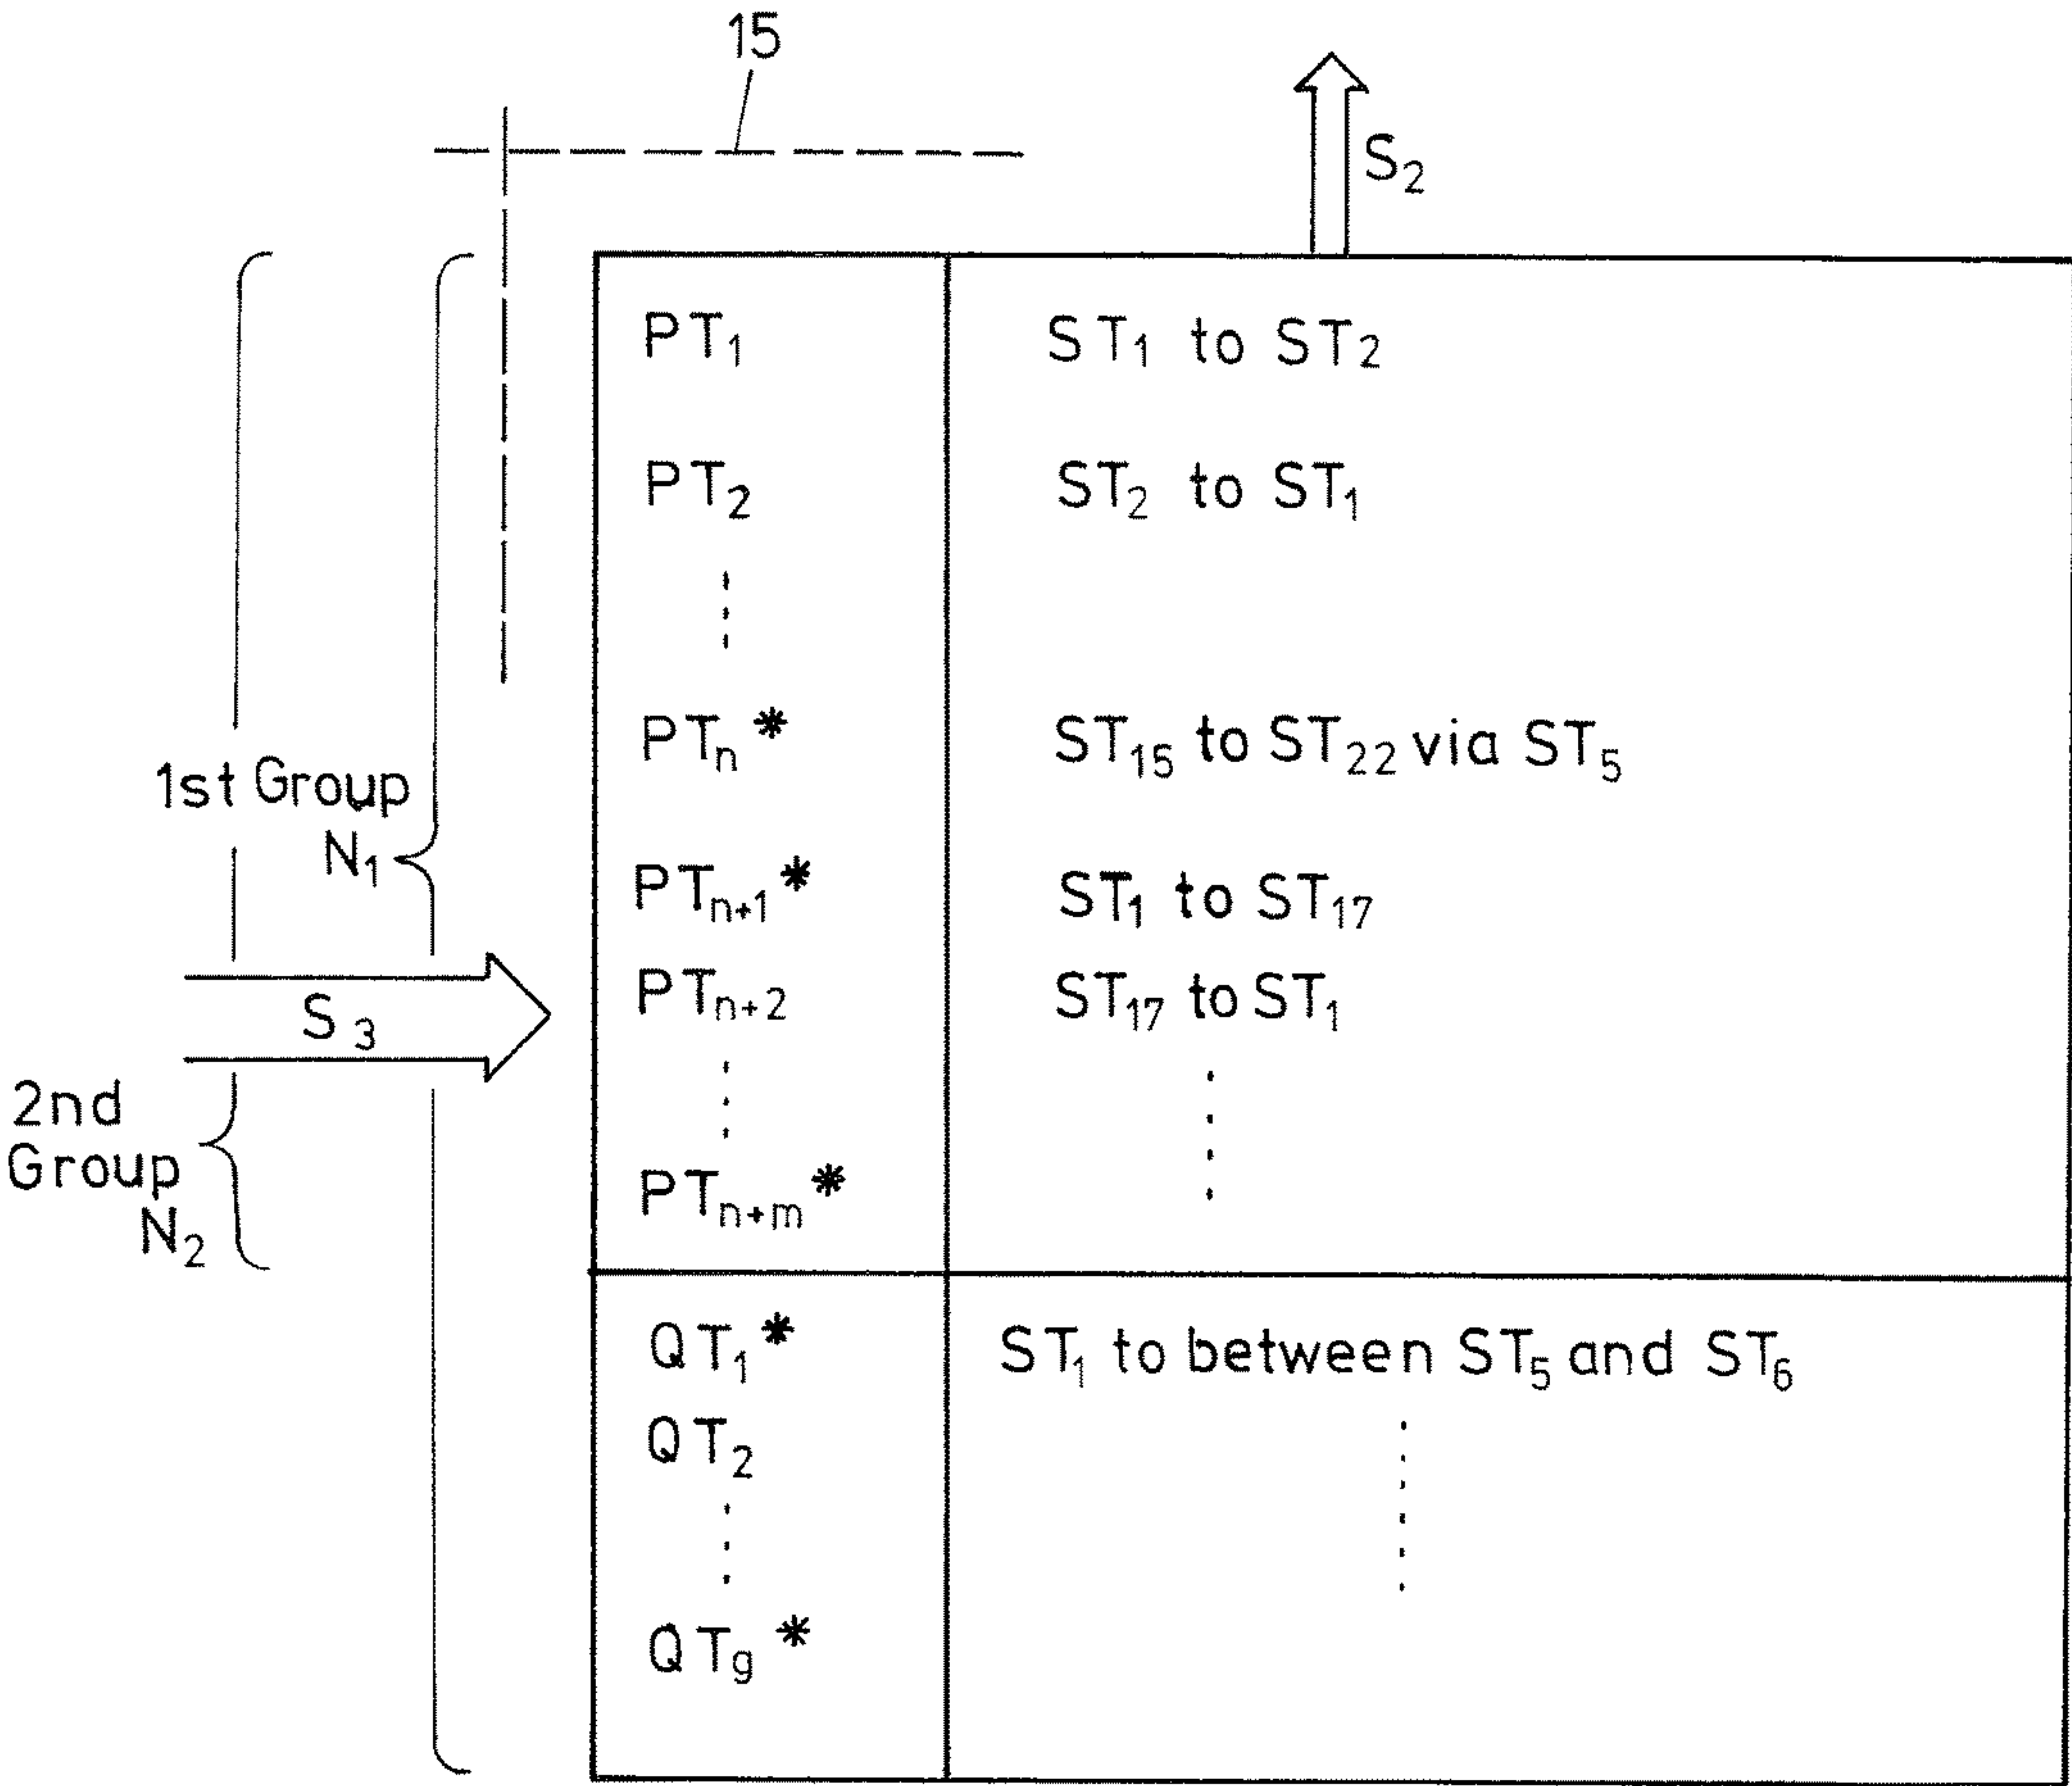 15
S₂
PT₁ ST₁ to ST₂
PT₂ ST₂ to ST₁
PTₙ* ST₁₅ to ST₂₂ via ST₅
1st Group
N₁
PTₙ₊₁* ST₁ to ST₁₇
PTₙ₊₂ ST₁₇ to ST₁
S₃
2nd
Group
N₂
PTₙ₊ₘ*
QT₁* ST₁ to between ST₅ and ST₆
QT₂
QTg*